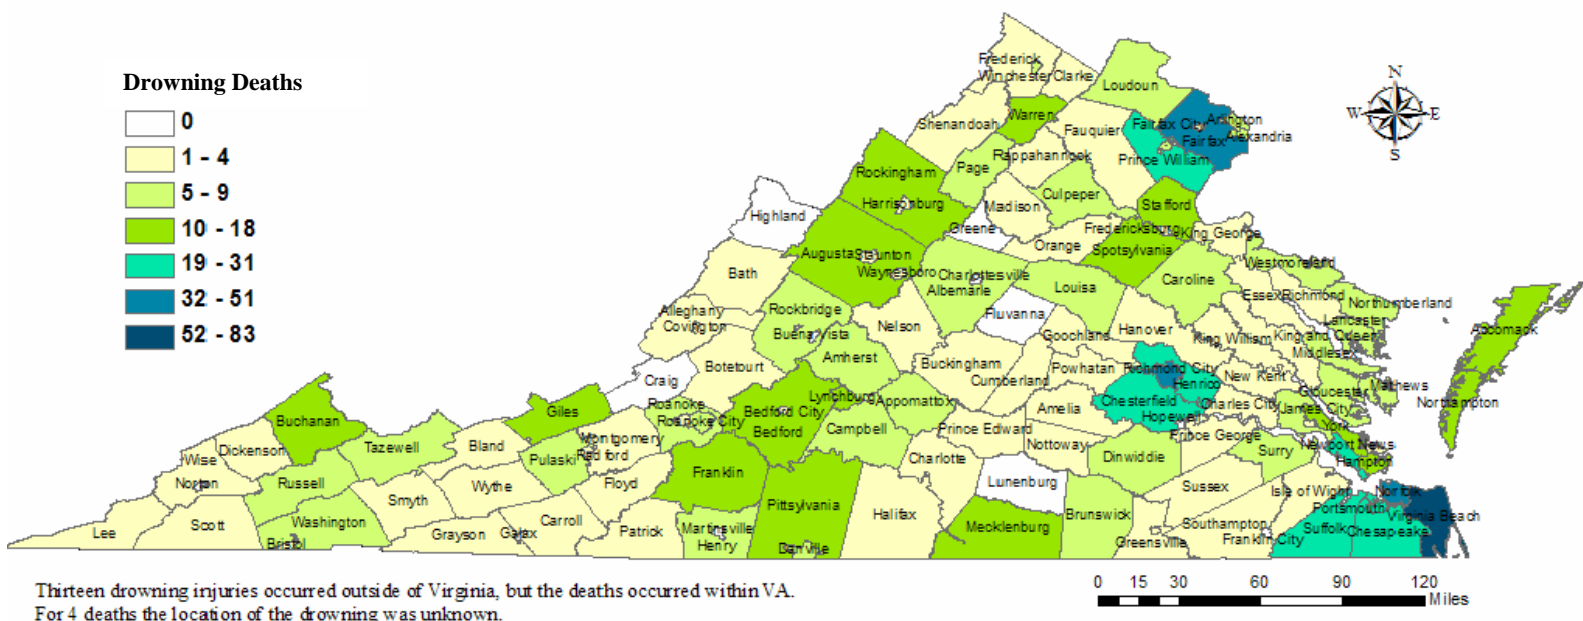 Drowning Deaths
0
1 - 4
5 - 9
10 - 18
19 - 31
32 - 51
52 - 83
N
W E
S
Frederick
Winchester Clarke
Loudoun
Shenandoah
Warren
Fauquier
Fairfax City
Arlington
Fairfax
Alexandria
Prince William
Rappahannock
Page
Rockingham
Culpeper
Madison
Harrisonburg
Stafford
Highland
Greene
Fredericksburg
King George
Orange
Spotsylvania
Augusta
Staunton
Waynesboro
Westmoreland
Bath
Charlottesville
Albemarle
Louisa
Caroline
Essex
Richmond
Northumberland
Rockbridge
Alleghany
Covington
Nelson
Fluvanna
Goochland
Hanover
Lancaster
King William
King and Queen
Middlesex
Accomack
Buena Vista
Amherst
Botetourt
Buckingham
Cumberland
Powhatan
Richmond City
Henrico
New Kent
Craig
Mathews
Gloucester
Northampton
Roanoke
Roanoke City
Lynchburg
Appomattox
Bedford City
Bedford
Campbell
Amelia
Chesterfield
Hopewell
Charles City
James City
York
Giles
Buchanan
Prince Edward
Nottoway
Prince George
Newport News
Hampton
Dickenson
Tazewell
Bland
Montgomery
Radford
Pulaski
Charlotte
Dinwiddie
Surry
Wise
Norton
Russell
Wythe
Floyd
Franklin
Lunenburg
Sussex
Isle of Wight
Norfolk
Smyth
Pittsylvania
Halifax
Portsmouth
Virginia Beach
Lee
Scott
Washington
Bristol
Grayson
Galax
Carroll
Patrick
Martinsville
Henry
Danville
Mecklenburg
Brunswick
Greensville
Southampton
Franklin City
Suffolk
Chesapeake
Thirteen drowning injuries occurred outside of Virginia, but the deaths occurred within VA.
For 4 deaths the location of the drowning was unknown.
0 15 30 60 90 120
Miles